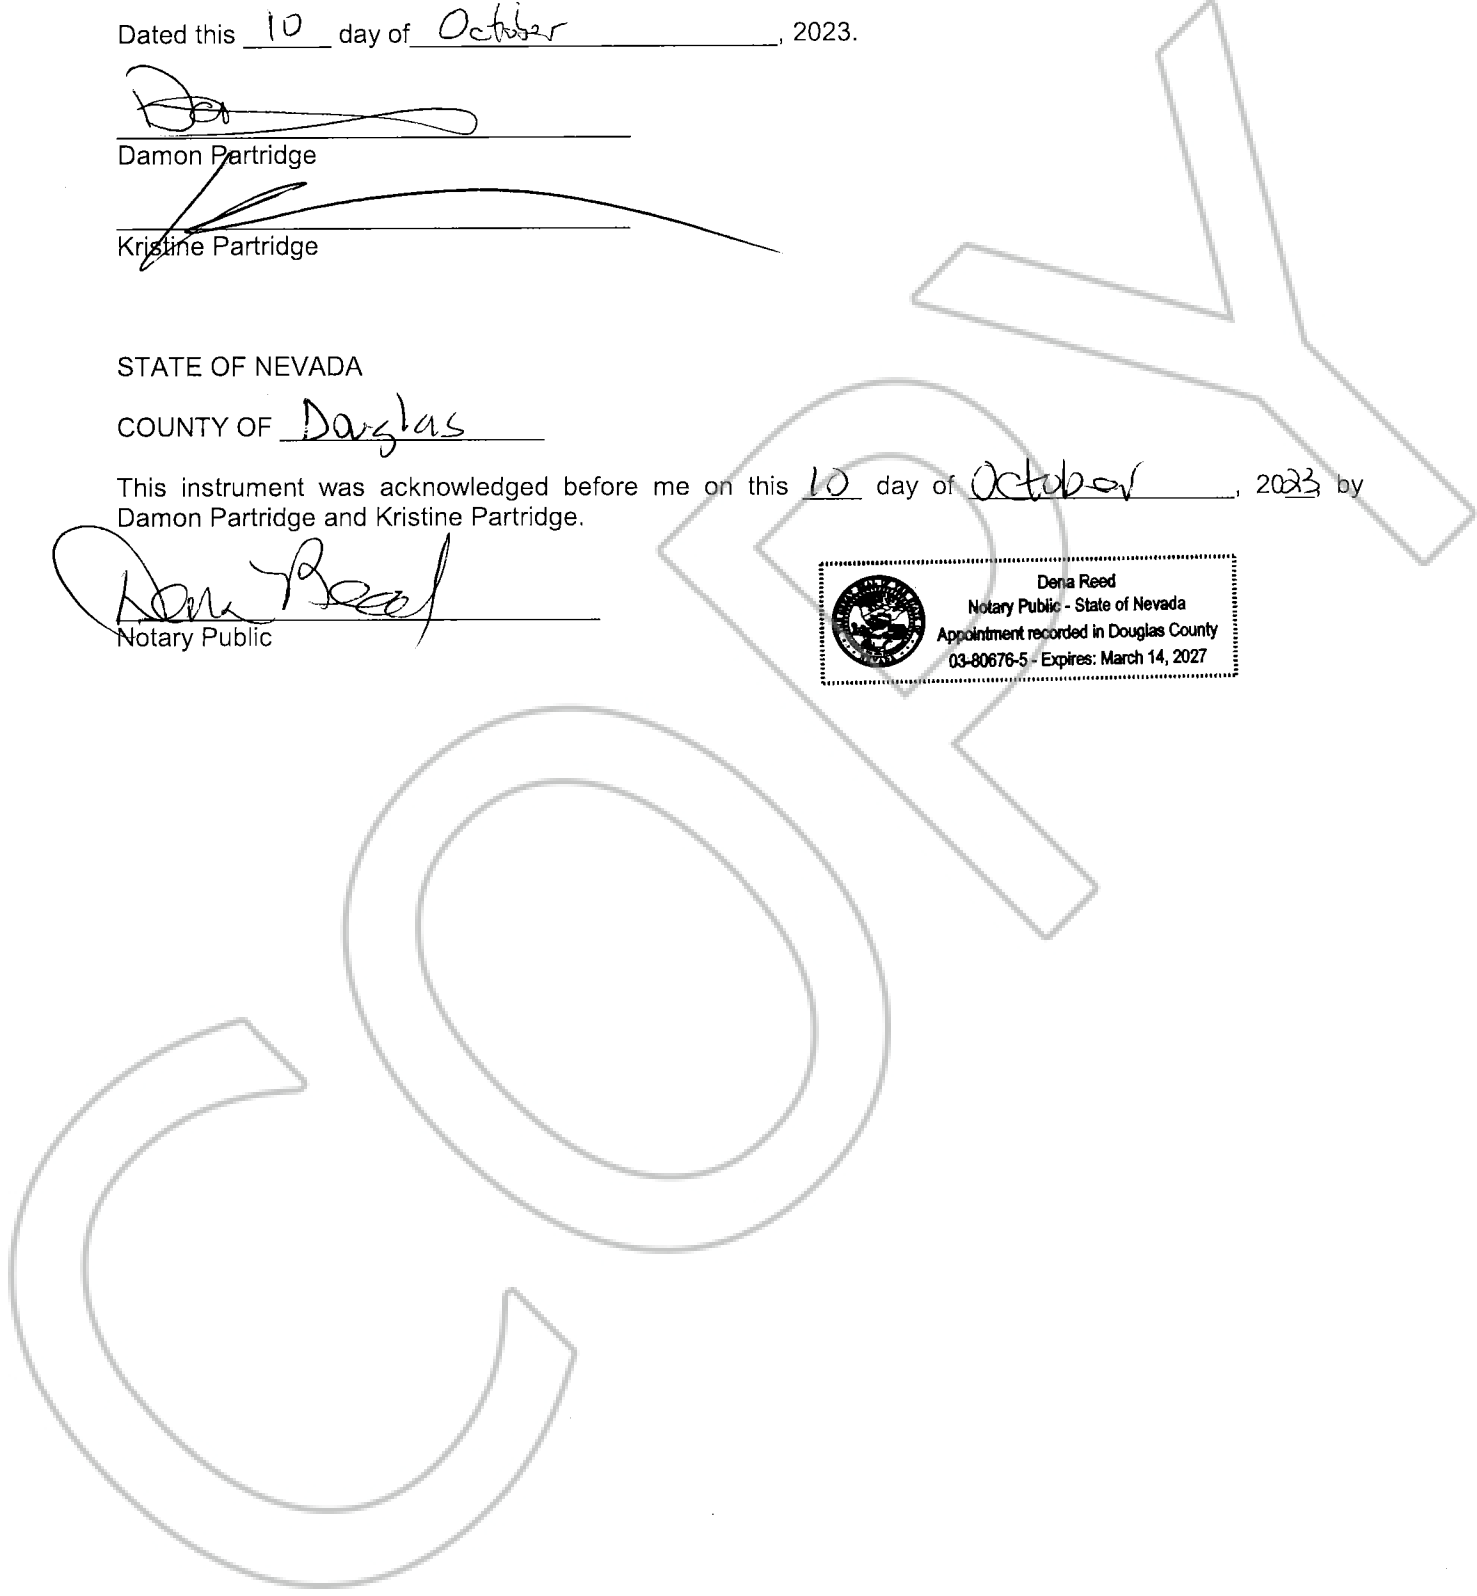 Dated this 10 day of October, 2023.
Damon Partridge
Kristine Partridge
STATE OF NEVADA
COUNTY OF Douglas
This instrument was acknowledged before me on this 10 day of October, 2023 by
Damon Partridge and Kristine Partridge.
Dena Reed
Notary Public
Dena Reed
Notary Public - State of Nevada
Appointment recorded in Douglas County
03-80676-5 - Expires: March 14, 2027
COPY